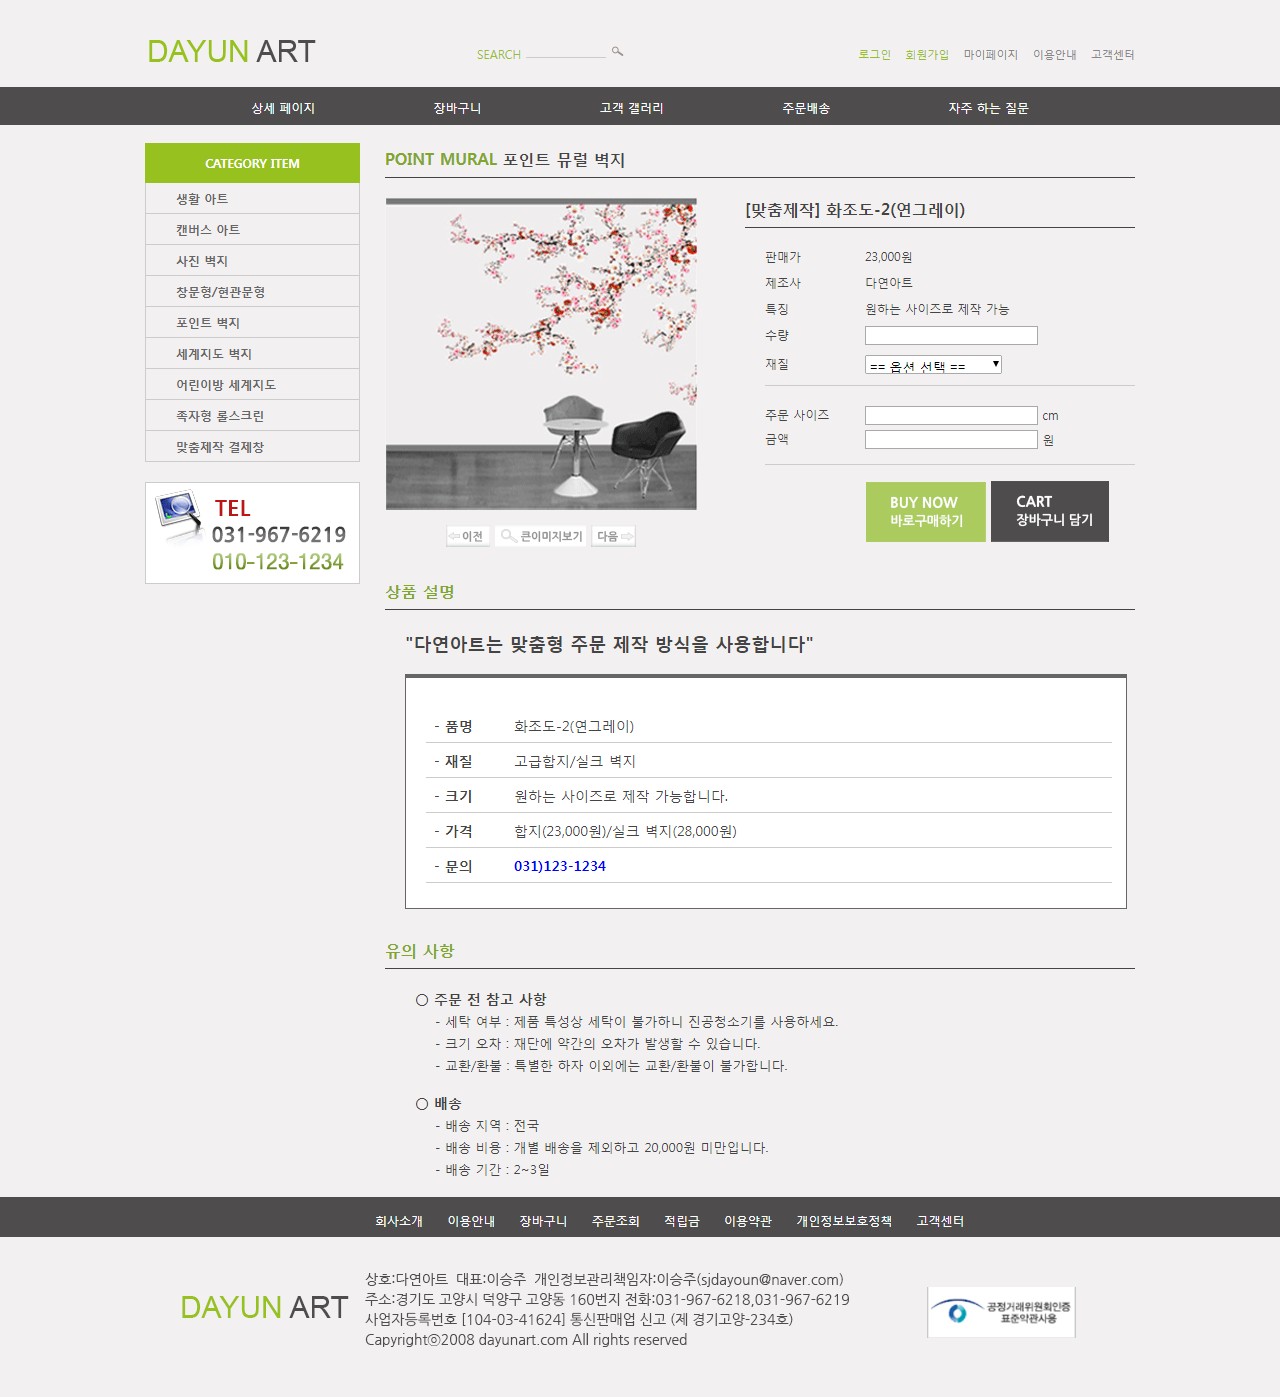 DAYUN ART
SEARCH
로그인 회원가입 마이페이지 이용안내 고객센터
상세 페이지 장바구니 고객 갤러리 주문배송 자주 하는 질문
CATEGORY ITEM
생활 아트
캔버스 아트
사진 벽지
창문형/현관문형
포인트 벽지
세계지도 벽지
어린이방 세계지도
족자형 롤스크린
맞춤제작 결제창
TEL
031-967-6219
010-123-1234
POINT MURAL 포인트 뮤럴 벽지
이전 큰이미지보기 다음
[맞춤제작] 화조도-2(연그레이)
판매가 23,000원
제조사 다연아트
특징 원하는 사이즈로 제작 가능
수량
재질 == 옵션 선택 ==
주문 사이즈 cm
금액 원
BUY NOW
바로구매하기
CART
장바구니 담기
상품 설명
"다연아트는 맞춤형 주문 제작 방식을 사용합니다"
- 품명 화조도-2(연그레이)
- 재질 고급합지/실크 벽지
- 크기 원하는 사이즈로 제작 가능합니다.
- 가격 합지(23,000원)/실크 벽지(28,000원)
- 문의 031)123-1234
유의 사항
○ 주문 전 참고 사항
- 세탁 여부 : 제품 특성상 세탁이 불가하니 진공청소기를 사용하세요.
- 크기 오차 : 재단에 약간의 오차가 발생할 수 있습니다.
- 교환/환불 : 특별한 하자 이외에는 교환/환불이 불가합니다.
○ 배송
- 배송 지역 : 전국
- 배송 비용 : 개별 배송을 제외하고 20,000원 미만입니다.
- 배송 기간 : 2~3일
회사소개 이용안내 장바구니 주문조회 적립금 이용약관 개인정보보호정책 고객센터
DAYUN ART
상호:다연아트 대표:이승주 개인정보관리책임자:이승주(sjdayoun@naver.com)
주소:경기도 고양시 덕양구 고양동 160번지 전화:031-967-6218,031-967-6219
사업자등록번호 [104-03-41624] 통신판매업 신고 (제 경기고양-234호)
Capyrightⓒ2008 dayunart.com All rights reserved
공정거래위원회인증
표준약관사용